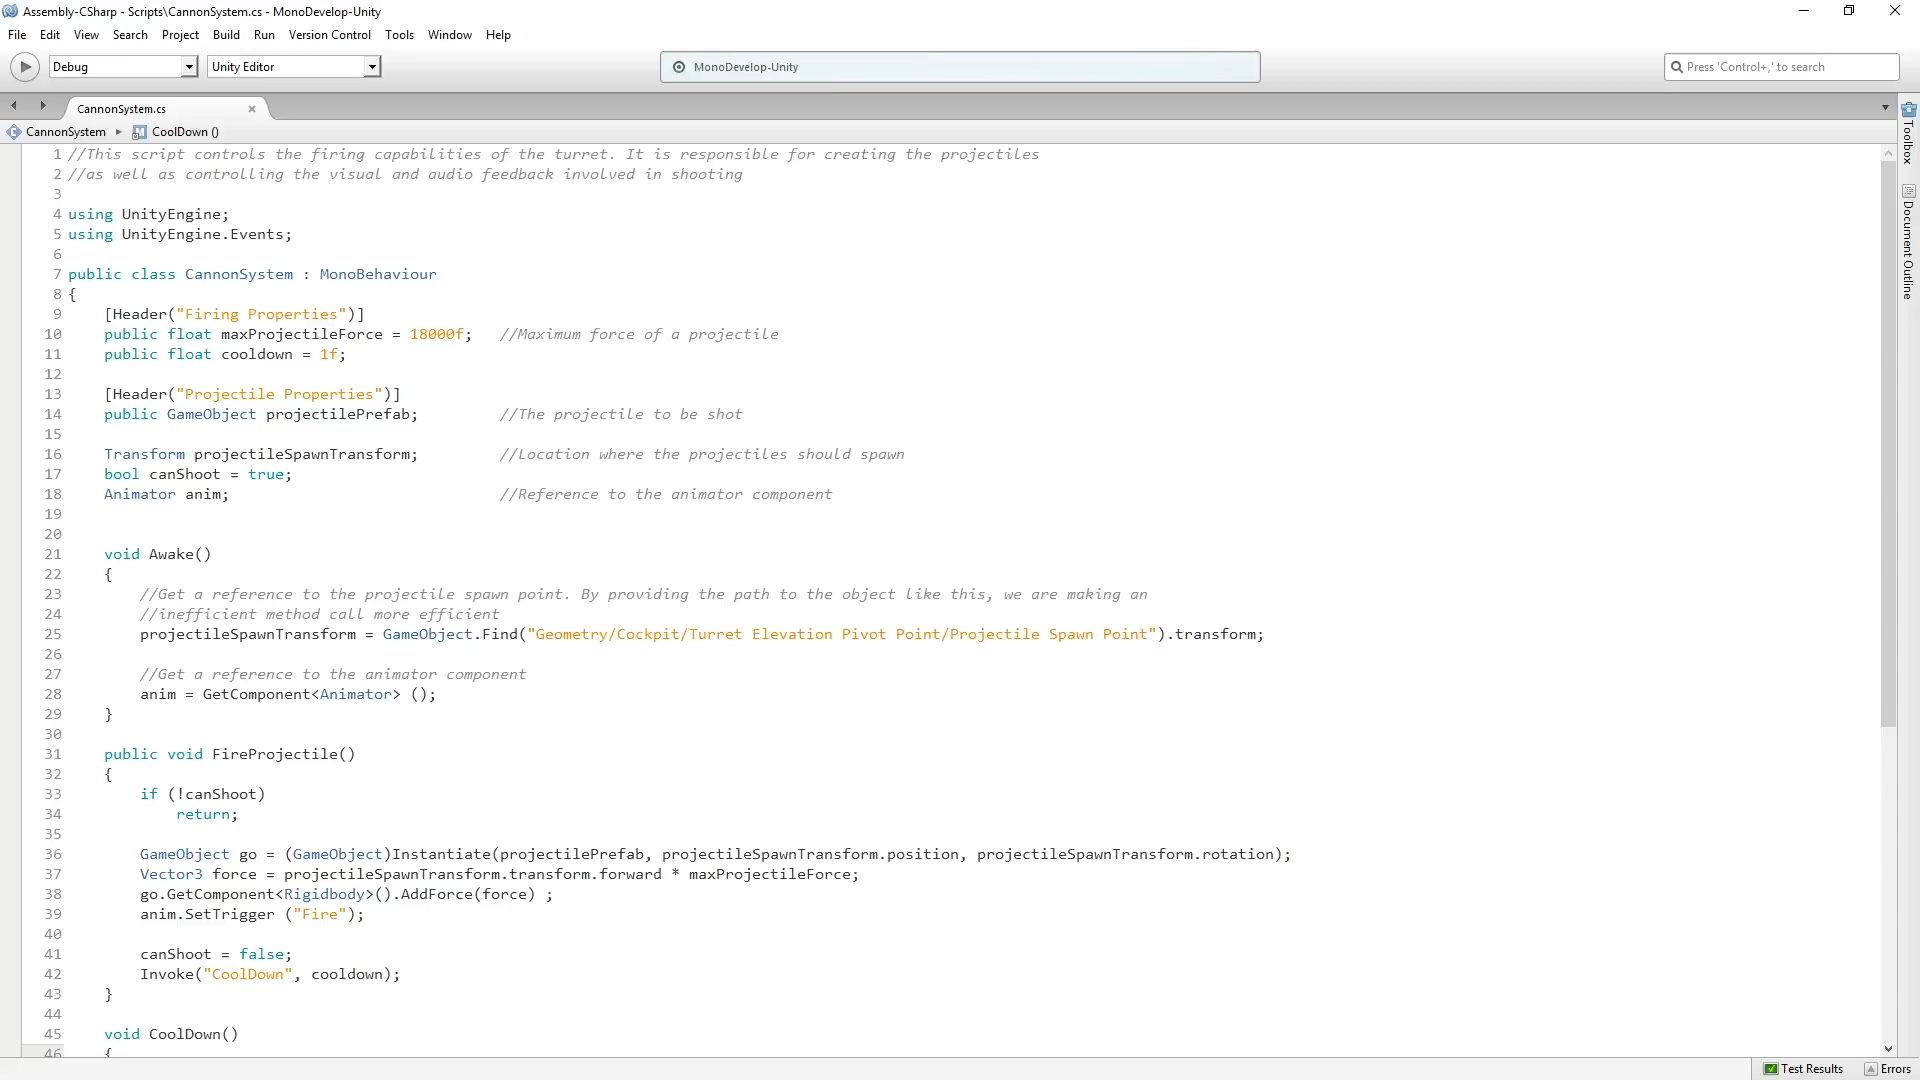 Assembly-CSharp - Scripts\CannonSystem.cs - MonoDevelop-Unity
File Edit View Search Project Build Run Version Control Tools Window Help
Debug Unity Editor MonoDevelop-Unity Press 'Control+,' to search
CannonSystem.cs
CannonSystem CoolDown ()
Toolbox
Document Outline
1 //This script controls the firing capabilities of the turret. It is responsible for creating the projectiles
2 //as well as controlling the visual and audio feedback involved in shooting
3
4 using UnityEngine;
5 using UnityEngine.Events;
6
7 public class CannonSystem : MonoBehaviour
8 {
9     [Header("Firing Properties")]
10     public float maxProjectileForce = 18000f;   //Maximum force of a projectile
11     public float cooldown = 1f;
12
13     [Header("Projectile Properties")]
14     public GameObject projectilePrefab;         //The projectile to be shot
15
16     Transform projectileSpawnTransform;         //Location where the projectiles should spawn
17     bool canShoot = true;
18     Animator anim;                              //Reference to the animator component
19
20
21     void Awake()
22     {
23         //Get a reference to the projectile spawn point. By providing the path to the object like this, we are making an
24         //inefficient method call more efficient
25         projectileSpawnTransform = GameObject.Find("Geometry/Cockpit/Turret Elevation Pivot Point/Projectile Spawn Point").transform;
26
27         //Get a reference to the animator component
28         anim = GetComponent<Animator> ();
29     }
30
31     public void FireProjectile()
32     {
33         if (!canShoot)
34             return;
35
36         GameObject go = (GameObject)Instantiate(projectilePrefab, projectileSpawnTransform.position, projectileSpawnTransform.rotation);
37         Vector3 force = projectileSpawnTransform.transform.forward * maxProjectileForce;
38         go.GetComponent<Rigidbody>().AddForce(force) ;
39         anim.SetTrigger ("Fire");
40
41         canShoot = false;
42         Invoke("CoolDown", cooldown);
43     }
44
45     void CoolDown()
46     {
Test Results Errors